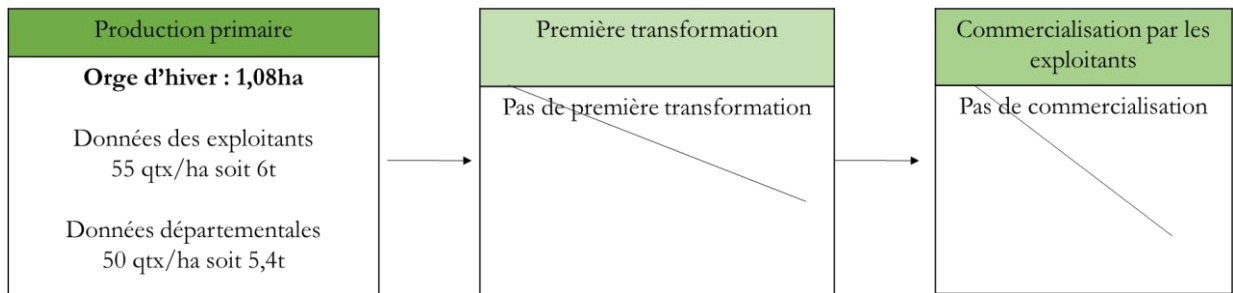 Production primaire
Orge d'hiver : 1,08ha
Données des exploitants
55 qtx/ha soit 6t
Données départementales
50 qtx/ha soit 5,4t
Première transformation
Pas de première transformation
Commercialisation par les
exploitants
Pas de commercialisation